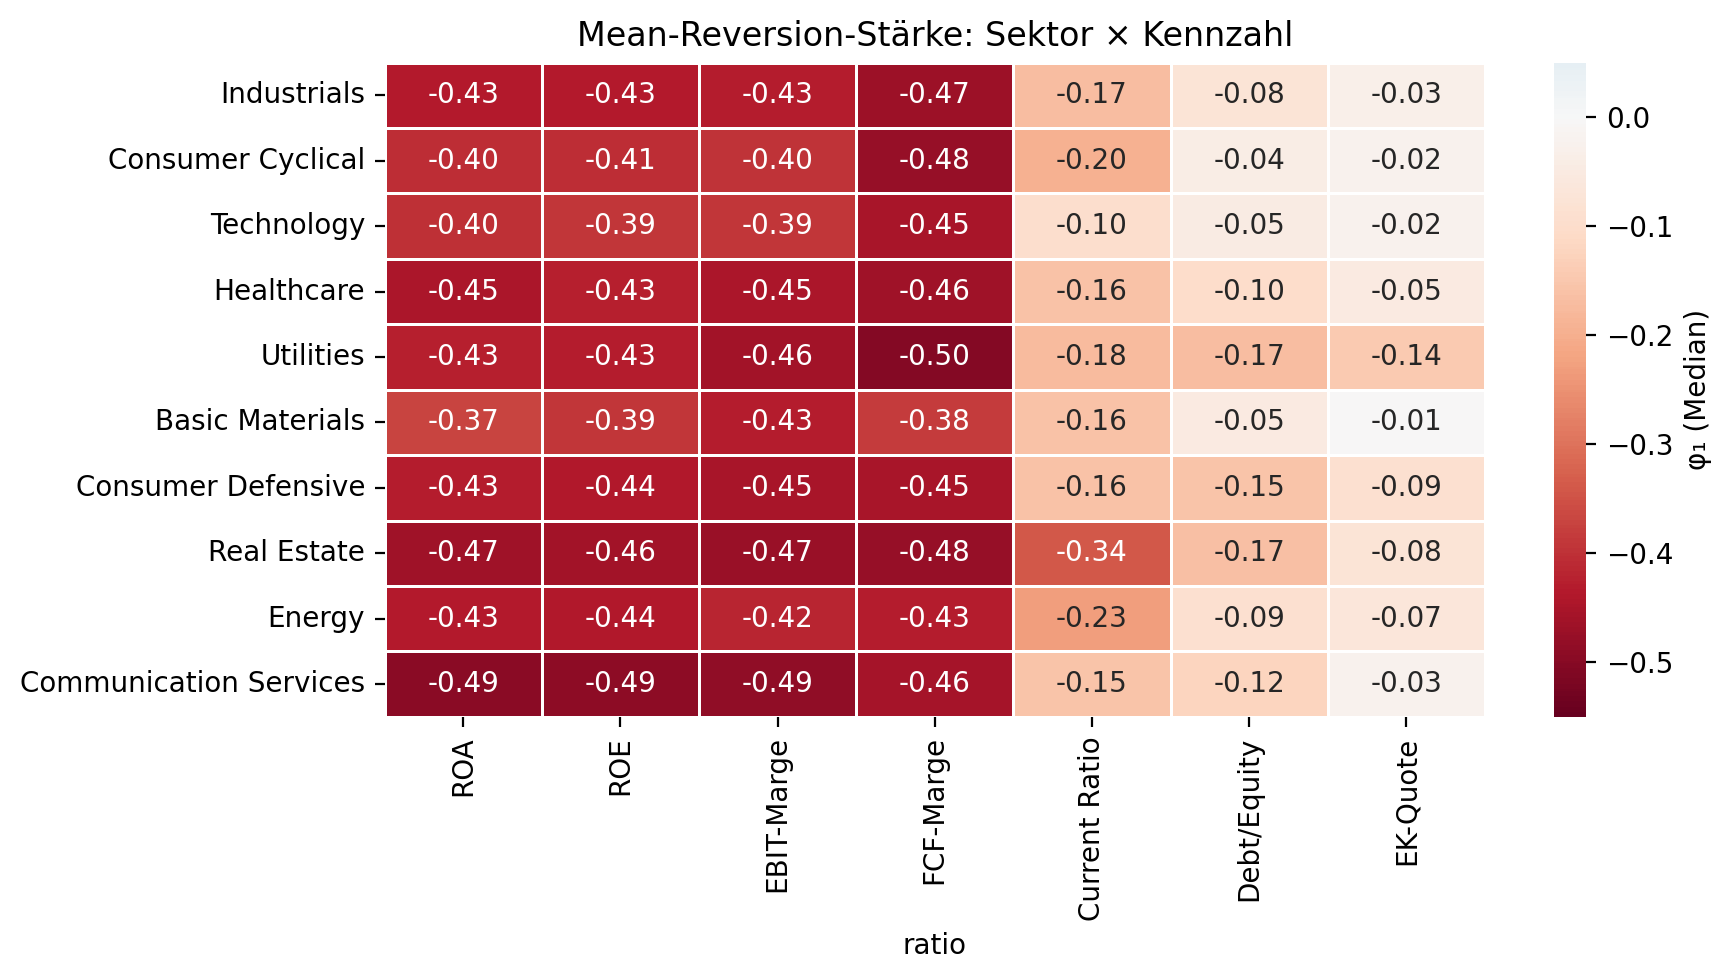 Mean-Reversion-Stärke: Sektor × Kennzahl
Industrials -0.43 -0.43 -0.43 -0.47 -0.17 -0.08 -0.03
Consumer Cyclical -0.40 -0.41 -0.40 -0.48 -0.20 -0.04 -0.02
Technology -0.40 -0.39 -0.39 -0.45 -0.10 -0.05 -0.02
Healthcare -0.45 -0.43 -0.45 -0.46 -0.16 -0.10 -0.05
Utilities -0.43 -0.43 -0.46 -0.50 -0.18 -0.17 -0.14
Basic Materials -0.37 -0.39 -0.43 -0.38 -0.16 -0.05 -0.01
Consumer Defensive -0.43 -0.44 -0.45 -0.45 -0.16 -0.15 -0.09
Real Estate -0.47 -0.46 -0.47 -0.48 -0.34 -0.17 -0.08
Energy -0.43 -0.44 -0.42 -0.43 -0.23 -0.09 -0.07
Communication Services -0.49 -0.49 -0.49 -0.46 -0.15 -0.12 -0.03
ROA
ROE
EBIT-Marge
FCF-Marge
Current Ratio
Debt/Equity
EK-Quote
ratio
0.0
−0.1
−0.2
−0.3
−0.4
−0.5
φ₁ (Median)